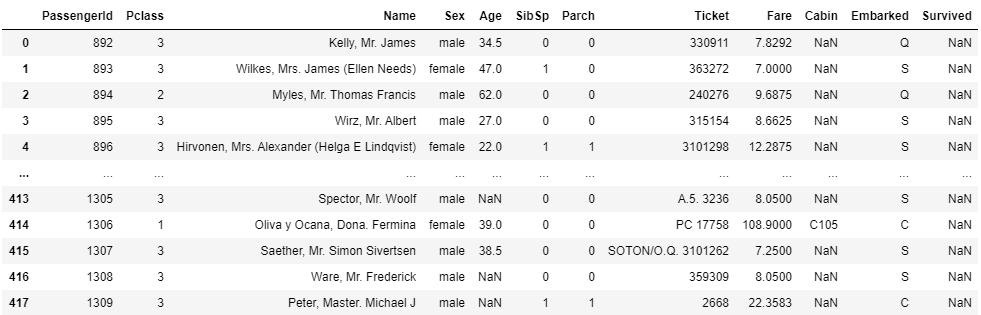 PassengerId Pclass Name Sex Age SibSp Parch Ticket Fare Cabin Embarked Survived
0 892 3 Kelly, Mr. James male 34.5 0 0 330911 7.8292 NaN Q NaN
1 893 3 Wilkes, Mrs. James (Ellen Needs) female 47.0 1 0 363272 7.0000 NaN S NaN
2 894 2 Myles, Mr. Thomas Francis male 62.0 0 0 240276 9.6875 NaN Q NaN
3 895 3 Wirz, Mr. Albert male 27.0 0 0 315154 8.6625 NaN S NaN
4 896 3 Hirvonen, Mrs. Alexander (Helga E Lindqvist) female 22.0 1 1 3101298 12.2875 NaN S NaN
... ... ... ... ... ... ... ... ... ... ... ... ...
413 1305 3 Spector, Mr. Woolf male NaN 0 0 A.5. 3236 8.0500 NaN S NaN
414 1306 1 Oliva y Ocana, Dona. Fermina female 39.0 0 0 PC 17758 108.9000 C105 C NaN
415 1307 3 Saether, Mr. Simon Sivertsen male 38.5 0 0 SOTON/O.Q. 3101262 7.2500 NaN S NaN
416 1308 3 Ware, Mr. Frederick male NaN 0 0 359309 8.0500 NaN S NaN
417 1309 3 Peter, Master. Michael J male NaN 1 1 2668 22.3583 NaN C NaN